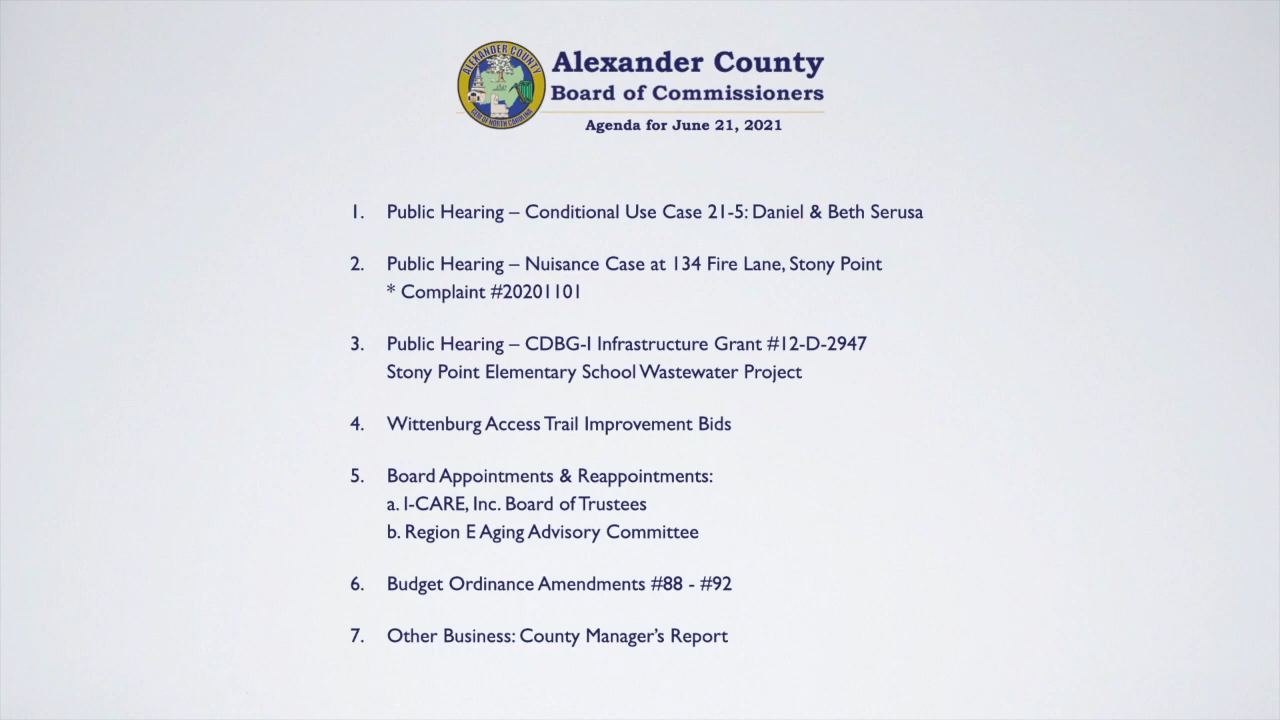 ALEXANDER COUNTY
Alexander County
Board of Commissioners
Agenda for June 21, 2021
1. Public Hearing – Conditional Use Case 21-5: Daniel & Beth Serusa
2. Public Hearing – Nuisance Case at 134 Fire Lane, Stony Point
* Complaint #20201101
3. Public Hearing – CDBG-I Infrastructure Grant #12-D-2947
Stony Point Elementary School Wastewater Project
4. Wittenburg Access Trail Improvement Bids
5. Board Appointments & Reappointments:
a. I-CARE, Inc. Board of Trustees
b. Region E Aging Advisory Committee
6. Budget Ordinance Amendments #88 - #92
7. Other Business: County Manager’s Report